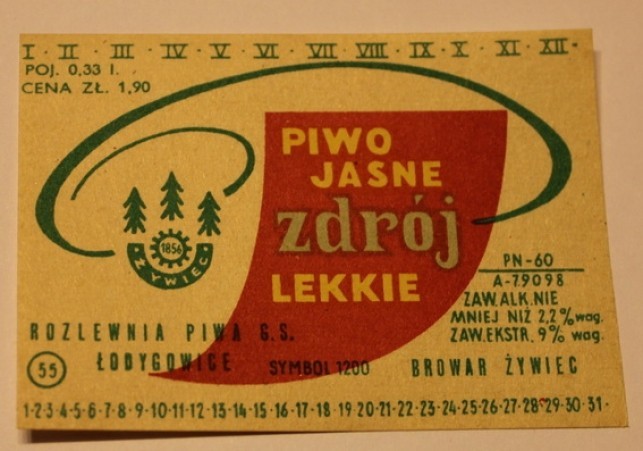 I · II · III · IV · V · VI · VII · VIII · IX · X · XI · XII ·
POJ. 0,33 l.
CENA ZŁ. 1,90
PIWO
JASNE
zdrój
LEKKIE
1856
ŻYWIEC
PN-60
A-79098
ZAW. ALK. NIE
MNIEJ NIŻ 2,2% wag.
ZAW. EKSTR. 9% wag.
ROZLEWNIA PIWA G.S.
55 ŁODYGOWICE SYMBOL 1200 BROWAR ŻYWIEC
1·2·3·4·5·6·7·8·9·10·11·12·13·14·15·16·17·18·19·20·21·22·23·24·25·26·27·28·29·30·31·